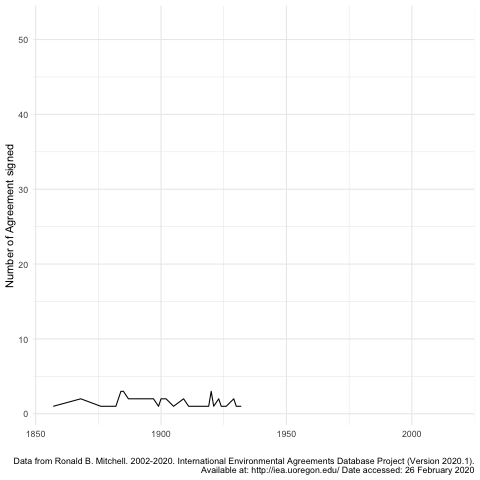 50
40
30
20
10
0
Number of Agreement signed
1850 1900 1950 2000
Data from Ronald B. Mitchell. 2002-2020. International Environmental Agreements Database Project (Version 2020.1).
Available at: http://iea.uoregon.edu/ Date accessed: 26 February 2020